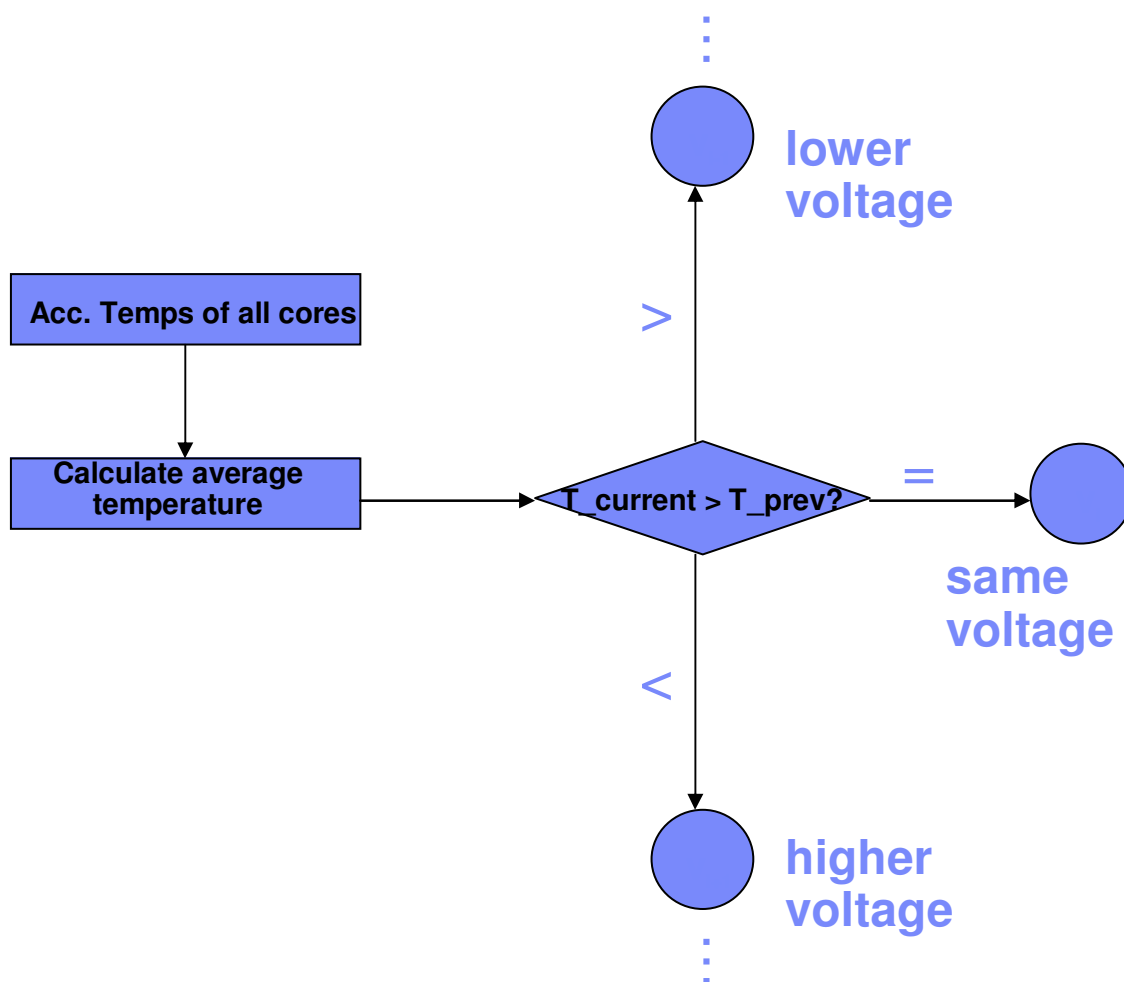 lower
voltage
>
Acc. Temps of all cores
Calculate average
temperature
T_current > T_prev?
=
same
voltage
<
higher
voltage